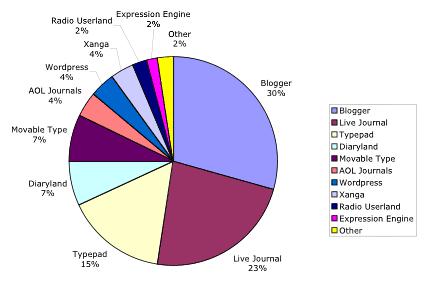 Expression Engine
2%
Radio Userland
2%
Other
2%
Xanga
4%
Wordpress
4%
AOL Journals
4%
Movable Type
7%
Diaryland
7%
Typepad
15%
Live Journal
23%
Blogger
30%
Blogger
Live Journal
Typepad
Diaryland
Movable Type
AOL Journals
Wordpress
Xanga
Radio Userland
Expression Engine
Other